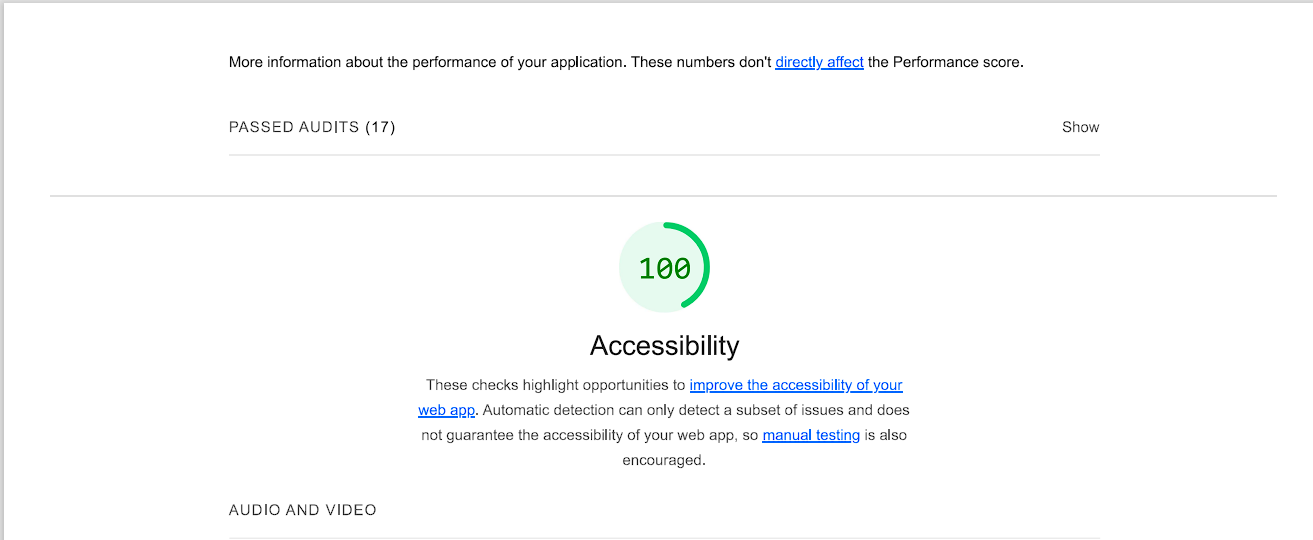 More information about the performance of your application. These numbers don't directly affect the Performance score.
PASSED AUDITS (17)
Show
100
Accessibility
These checks highlight opportunities to improve the accessibility of your
web app. Automatic detection can only detect a subset of issues and does
not guarantee the accessibility of your web app, so manual testing is also
encouraged.
AUDIO AND VIDEO